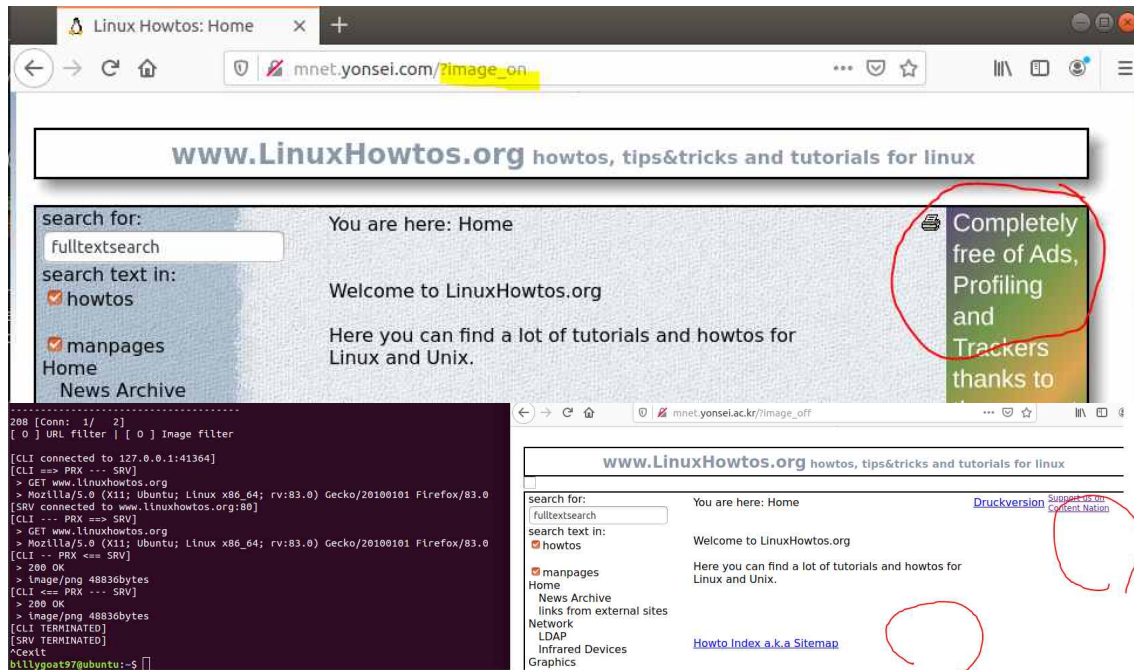 Linux Howtos: Home
mnet.yonsei.com/?image_on
www.LinuxHowtos.org howtos, tips&tricks and tutorials for linux
search for:
fulltextsearch
search text in:
howtos
manpages
Home
News Archive
You are here: Home
Welcome to LinuxHowtos.org
Here you can find a lot of tutorials and howtos for
Linux and Unix.
Completely
free of Ads,
Profiling
and
Trackers
thanks to
----------------------------------------
208 [Conn: 1/ 2]
[ O ] URL filter | [ O ] Image filter
[CLI connected to 127.0.0.1:41364]
[CLI ==> PRX --- SRV]
> GET www.linuxhowtos.org
> Mozilla/5.0 (X11; Ubuntu; Linux x86_64; rv:83.0) Gecko/20100101 Firefox/83.0
[SRV connected to www.linuxhowtos.org:80]
[CLI --- PRX ==> SRV]
> GET www.linuxhowtos.org
> Mozilla/5.0 (X11; Ubuntu; Linux x86_64; rv:83.0) Gecko/20100101 Firefox/83.0
[CLI -- PRX <== SRV]
> 200 OK
> image/png 48836bytes
[CLI <== PRX --- SRV]
> 200 OK
> image/png 48836bytes
[CLI TERMINATED]
[SRV TERMINATED]
^Cexit
billygoat97@ubuntu:~$
mnet.yonsei.ac.kr/?image_off
www.LinuxHowtos.org howtos, tips&tricks and tutorials for linux
search for:
fulltextsearch
search text in:
howtos
manpages
Home
News Archive
links from external sites
Network
LDAP
Infrared Devices
Graphics
You are here: Home
Druckversion
Support us on
Content Nation
Welcome to LinuxHowtos.org
Here you can find a lot of tutorials and howtos for
Linux and Unix.
Howto Index a.k.a Sitemap